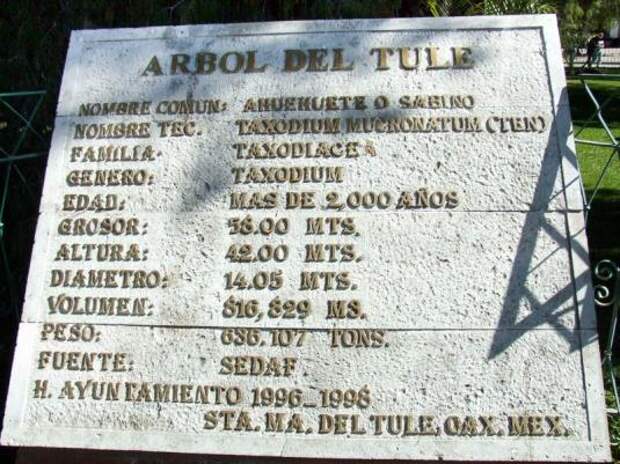 ARBOL DEL TULE
NOMBRE COMUN: AHUEHUETE O SABINO
NOMBRE TEC. TAXODIUM MUCRONATUM (TEN)
FAMILIA: TAXODIACEA
GENERO: TAXODIUM
EDAD: MAS DE 2,000 AÑOS
GROSOR: 58.00 MTS.
ALTURA: 42.00 MTS.
DIAMETRO: 14.05 MTS.
VOLUMEN: 816,829 M3.
PESO: 636.107 TONS.
FUENTE: SEDAF
H. AYUNTAMIENTO 1996-1998
STA. MA. DEL TULE, OAX. MEX.